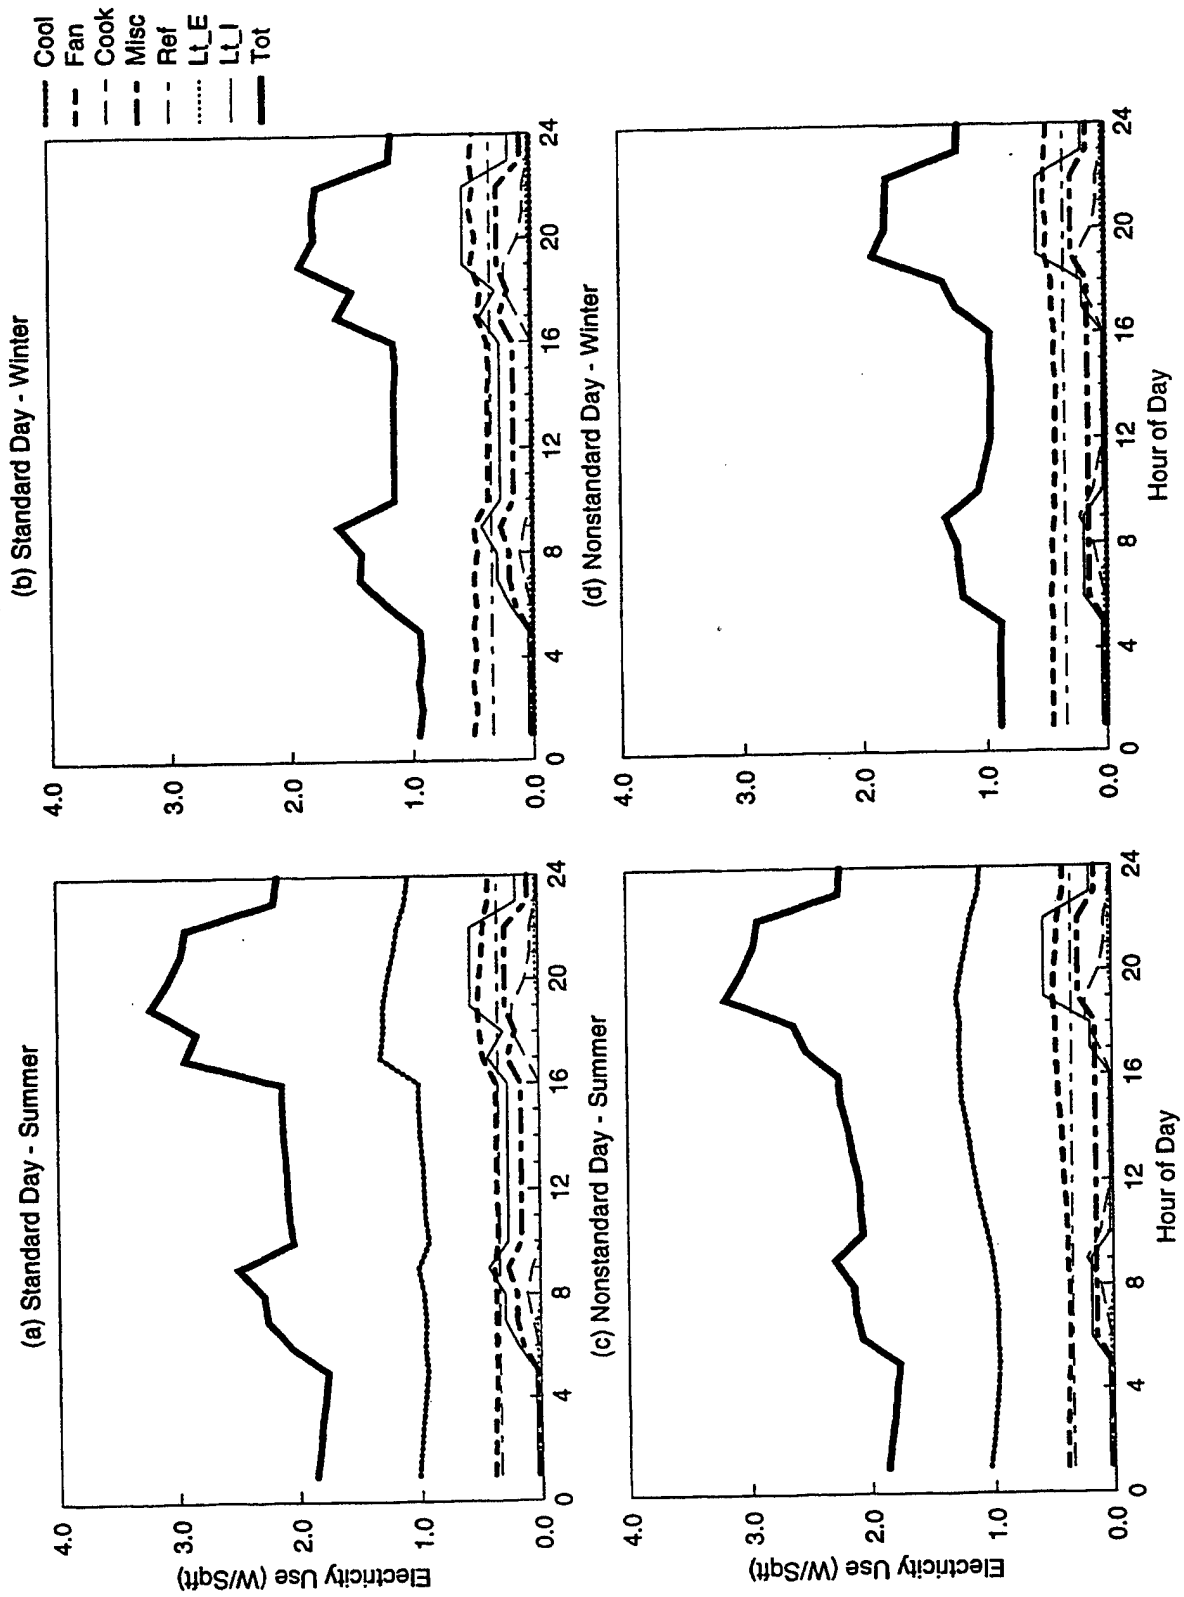 (a) Standard Day - Summer
Electricity Use (W/Sqft)
4.0
3.0
2.0
1.0
0.0
0 4 8 12 16 20 24
(b) Standard Day - Winter
4.0
3.0
2.0
1.0
0.0
0 4 8 12 16 20 24
Cool
Fan
Cook
Misc
Ref
Lt_E
Lt_I
Tot
(c) Nonstandard Day - Summer
Electricity Use (W/Sqft)
4.0
3.0
2.0
1.0
0.0
0 4 8 12 16 20 24
Hour of Day
(d) Nonstandard Day - Winter
4.0
3.0
2.0
1.0
0.0
0 4 8 12 16 20 24
Hour of Day